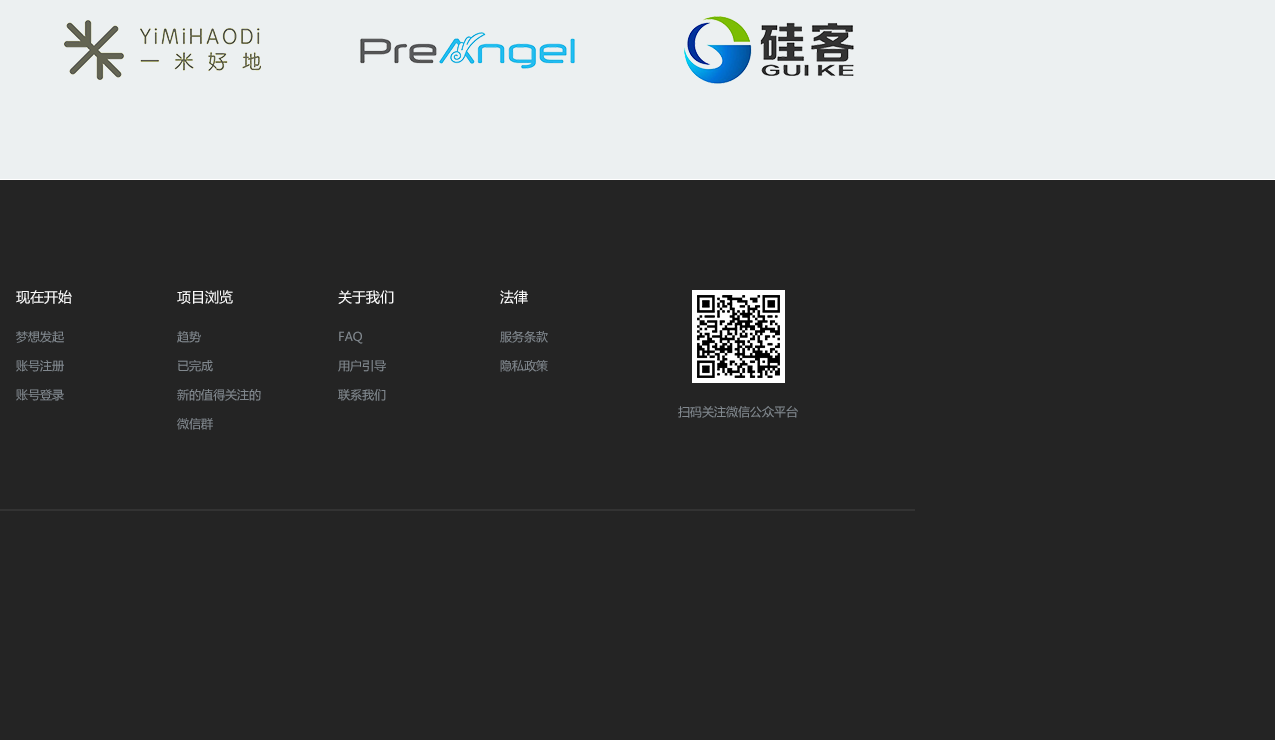 YiMiHAODi
一米好地
PreAngel
硅客
GUIKE
现在开始
梦想发起
账号注册
账号登录
项目浏览
趋势
已完成
新的值得关注的
微信群
关于我们
FAQ
用户引导
联系我们
法律
服务条款
隐私政策
扫码关注微信公众平台